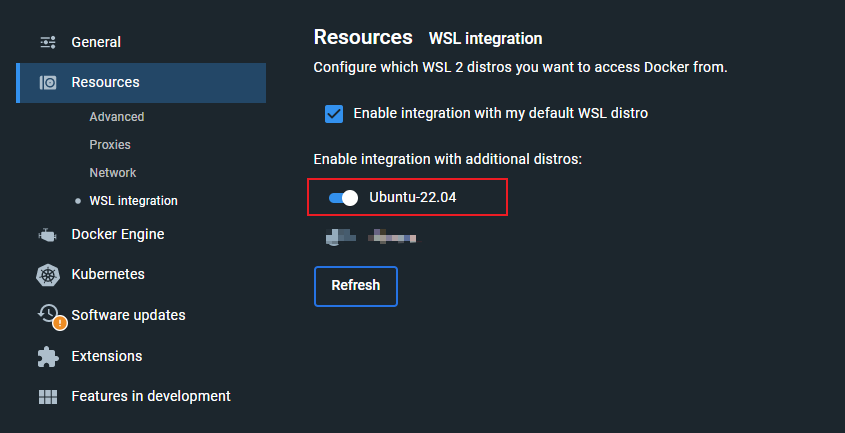 General
Resources
Advanced
Proxies
Network
WSL integration
Docker Engine
Kubernetes
Software updates
Extensions
Features in development
Resources WSL integration
Configure which WSL 2 distros you want to access Docker from.
Enable integration with my default WSL distro
Enable integration with additional distros:
Ubuntu-22.04
Refresh